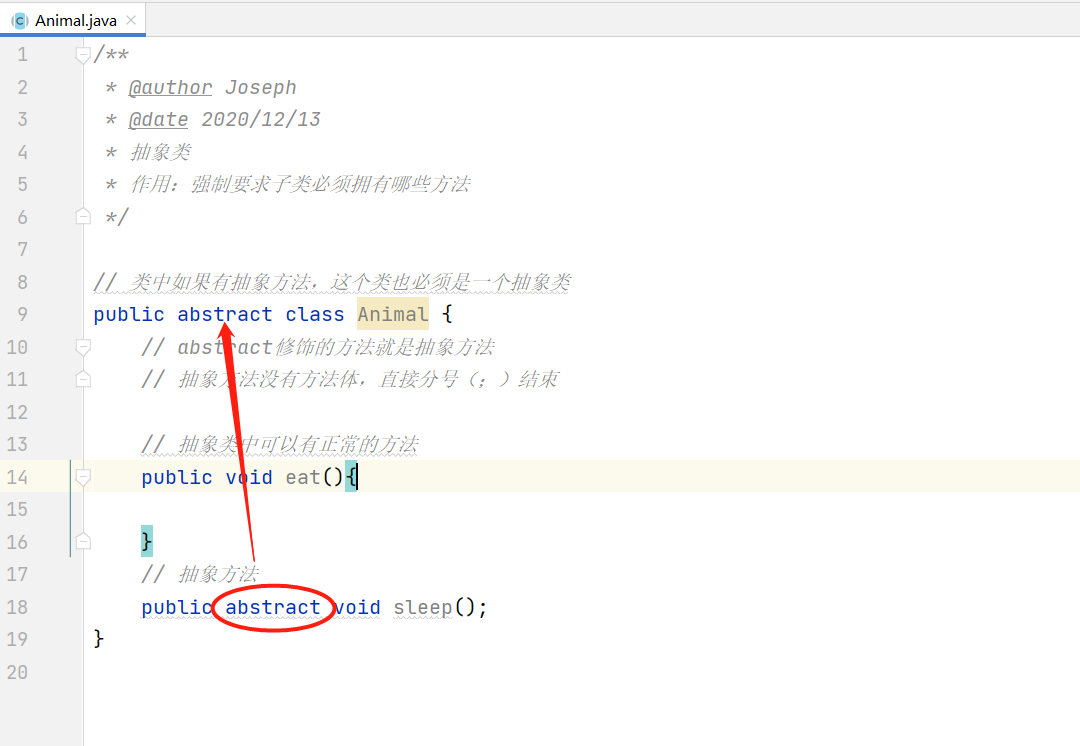 Animal.java
1 /**
2 * @author Joseph
3 * @date 2020/12/13
4 * 抽象类
5 * 作用：强制要求子类必须拥有哪些方法
6 */
7
8 // 类中如果有抽象方法，这个类也必须是一个抽象类
9 public abstract class Animal {
10 // abstract修饰的方法就是抽象方法
11 // 抽象方法没有方法体，直接分号（；）结束
12
13 // 抽象类中可以有正常的方法
14 public void eat(){
15
16 }
17 // 抽象方法
18 public abstract void sleep();
19 }
20